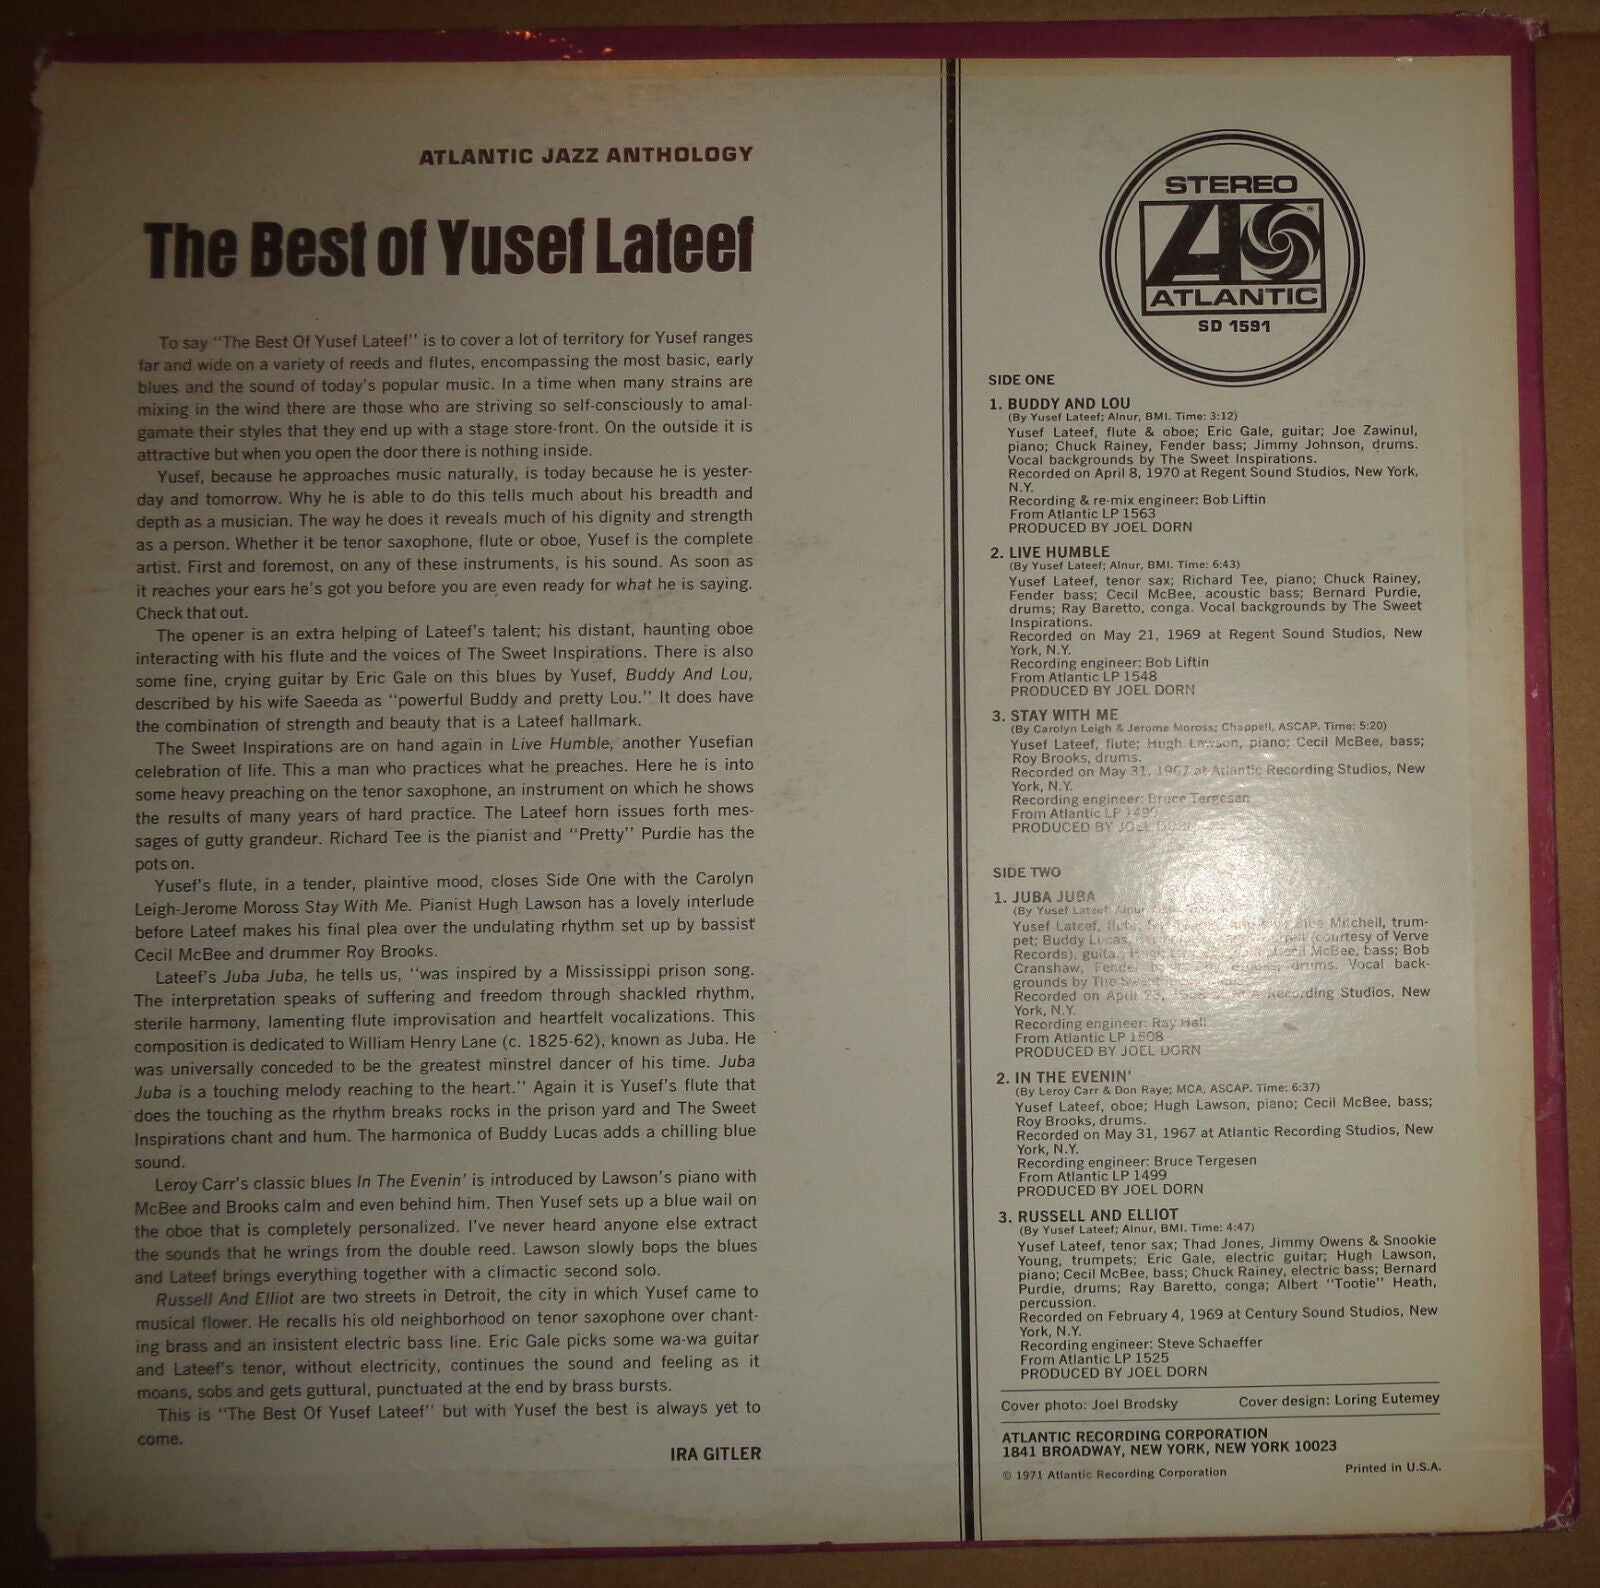 ATLANTIC JAZZ ANTHOLOGY
The Best of Yusef Lateef
To say "The Best Of Yusef Lateef" is to cover a lot of territory for Yusef ranges
far and wide on a variety of reeds and flutes, encompassing the most basic, early
blues and the sound of today's popular music. In a time when many strains are
mixing in the wind there are those who are striving so self-consciously to amal-
gamate their styles that they end up with a stage store-front. On the outside it is
attractive but when you open the door there is nothing inside.
Yusef, because he approaches music naturally, is today because he is yester-
day and tomorrow. Why he is able to do this tells much about his breadth and
depth as a musician. The way he does it reveals much of his dignity and strength
as a person. Whether it be tenor saxophone, flute or oboe, Yusef is the complete
artist. First and foremost, on any of these instruments, is his sound. As soon as
it reaches your ears he's got you before you are even ready for what he is saying.
Check that out.
The opener is an extra helping of Lateef's talent; his distant, haunting oboe
interacting with his flute and the voices of The Sweet Inspirations. There is also
some fine, crying guitar by Eric Gale on this blues by Yusef, Buddy And Lou,
described by his wife Saeeda as "powerful Buddy and pretty Lou." It does have
the combination of strength and beauty that is a Lateef hallmark.
The Sweet Inspirations are on hand again in Live Humble, another Yusefian
celebration of life. This a man who practices what he preaches. Here he is into
some heavy preaching on the tenor saxophone, an instrument on which he shows
the results of many years of hard practice. The Lateef horn issues forth mes-
sages of gutty grandeur. Richard Tee is the pianist and "Pretty" Purdie has the
pots on.
Yusef's flute, in a tender, plaintive mood, closes Side One with the Carolyn
Leigh-Jerome Moross Stay With Me. Pianist Hugh Lawson has a lovely interlude
before Lateef makes his final plea over the undulating rhythm set up by bassist
Cecil McBee and drummer Roy Brooks.
Lateef's Juba Juba, he tells us, "was inspired by a Mississippi prison song.
The interpretation speaks of suffering and freedom through shackled rhythm,
sterile harmony, lamenting flute improvisation and heartfelt vocalizations. This
composition is dedicated to William Henry Lane (c. 1825-62), known as Juba. He
was universally conceded to be the greatest minstrel dancer of his time. Juba
Juba is a touching melody reaching to the heart." Again it is Yusef's flute that
does the touching as the rhythm breaks rocks in the prison yard and The Sweet
Inspirations chant and hum. The harmonica of Buddy Lucas adds a chilling blue
sound.
Leroy Carr's classic blues In The Evenin' is introduced by Lawson's piano with
McBee and Brooks calm and even behind him. Then Yusef sets up a blue wail on
the oboe that is completely personalized. I've never heard anyone else extract
the sounds that he wrings from the double reed. Lawson slowly bops the blues
and Lateef brings everything together with a climactic second solo.
Russell And Elliot are two streets in Detroit, the city in which Yusef came to
musical flower. He recalls his old neighborhood on tenor saxophone over chant-
ing brass and an insistent electric bass line. Eric Gale picks some wa-wa guitar
and Lateef's tenor, without electricity, continues the sound and feeling as it
moans, sobs and gets guttural, punctuated at the end by brass bursts.
This is "The Best Of Yusef Lateef" but with Yusef the best is always yet to
come.
IRA GITLER
STEREO
®
ATLANTIC
SD 1591
SIDE ONE
1. BUDDY AND LOU
(By Yusef Lateef; Alnur, BMI. Time: 3:12)
Yusef Lateef, flute & oboe; Eric Gale, guitar; Joe Zawinul,
piano; Chuck Rainey, Fender bass; Jimmy Johnson, drums.
Vocal backgrounds by The Sweet Inspirations.
Recorded on April 8, 1970 at Regent Sound Studios, New York,
N.Y.
Recording & re-mix engineer: Bob Liftin
From Atlantic LP 1563
PRODUCED BY JOEL DORN
2. LIVE HUMBLE
(By Yusef Lateef; Alnur, BMI. Time: 6:43)
Yusef Lateef, tenor sax; Richard Tee, piano; Chuck Rainey,
Fender bass; Cecil McBee, acoustic bass; Bernard Purdie,
drums; Ray Baretto, conga. Vocal backgrounds by The Sweet
Inspirations.
Recorded on May 21, 1969 at Regent Sound Studios, New
York, N.Y.
Recording engineer: Bob Liftin
From Atlantic LP 1548
PRODUCED BY JOEL DORN
3. STAY WITH ME
(By Carolyn Leigh & Jerome Moross; Chappell, ASCAP. Time: 5:20)
Yusef Lateef, flute; Hugh Lawson, piano; Cecil McBee, bass;
Roy Brooks, drums.
Recorded on May 31, 1967 at Atlantic Recording Studios, New
York, N.Y.
Recording engineer: Bruce Tergesen
From Atlantic LP 1499
PRODUCED BY JOEL DORN
SIDE TWO
1. JUBA JUBA
(By Yusef Lateef; Alnur,
Yusef Lateef, flute; Blue Mitchell, trum-
pet; Buddy Lucas, (courtesy of Verve
Records), guitar; Hugh Cecil McBee, bass; Bob
Cranshaw, Fender drums. Vocal back-
grounds by The Sweet
Recorded on April 23, at Recording Studios, New
York, N.Y.
Recording engineer: Ray Hall
From Atlantic LP 1508
PRODUCED BY JOEL DORN
2. IN THE EVENIN'
(By Leroy Carr & Don Raye; MCA, ASCAP. Time: 6:37)
Yusef Lateef, oboe; Hugh Lawson, piano; Cecil McBee, bass;
Roy Brooks, drums.
Recorded on May 31, 1967 at Atlantic Recording Studios, New
York, N.Y.
Recording engineer: Bruce Tergesen
From Atlantic LP 1499
PRODUCED BY JOEL DORN
3. RUSSELL AND ELLIOT
(By Yusef Lateef; Alnur, BMI. Time: 4:47)
Yusef Lateef, tenor sax; Thad Jones, Jimmy Owens & Snookie
Young, trumpets; Eric Gale, electric guitar; Hugh Lawson,
piano; Cecil McBee, bass; Chuck Rainey, electric bass; Bernard
Purdie, drums; Ray Baretto, conga; Albert "Tootie" Heath,
percussion.
Recorded on February 4, 1969 at Century Sound Studios, New
York, N.Y.
Recording engineer: Steve Schaeffer
From Atlantic LP 1525
PRODUCED BY JOEL DORN
Cover photo: Joel Brodsky Cover design: Loring Eutemey
ATLANTIC RECORDING CORPORATION
1841 BROADWAY, NEW YORK, NEW YORK 10023
© 1971 Atlantic Recording Corporation Printed in U.S.A.